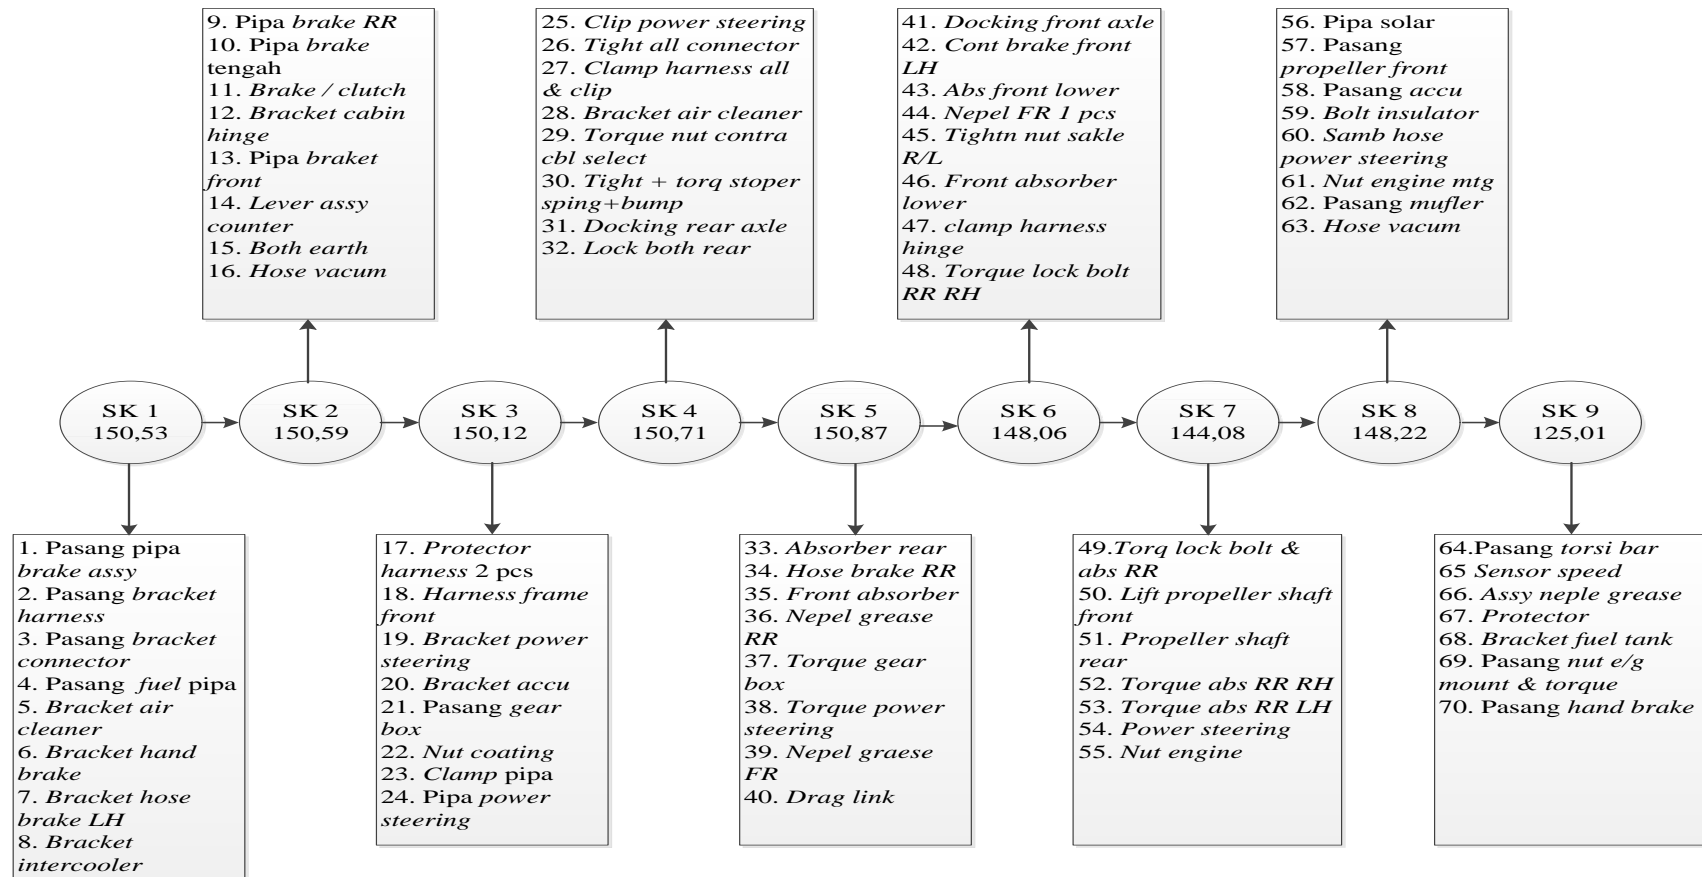 9. Pipa brake RR
10. Pipa brake
tengah
11. Brake / clutch
12. Bracket cabin
hinge
13. Pipa braket
front
14. Lever assy
counter
15. Both earth
16. Hose vacum
25. Clip power steering
26. Tight all connector
27. Clamp harness all
& clip
28. Bracket air cleaner
29. Torque nut contra
cbl select
30. Tight + torq stoper
sping+bump
31. Docking rear axle
32. Lock both rear
41. Docking front axle
42. Cont brake front
LH
43. Abs front lower
44. Nepel FR 1 pcs
45. Tightn nut sakle
R/L
46. Front absorber
lower
47. clamp harness
hinge
48. Torque lock bolt
RR RH
56. Pipa solar
57. Pasang
propeller front
58. Pasang accu
59. Bolt insulator
60. Samb hose
power steering
61. Nut engine mtg
62. Pasang mufler
63. Hose vacum
SK 1
150,53
SK 2
150,59
SK 3
150,12
SK 4
150,71
SK 5
150,87
SK 6
148,06
SK 7
144,08
SK 8
148,22
SK 9
125,01
1. Pasang pipa
brake assy
2. Pasang bracket
harness
3. Pasang bracket
connector
4. Pasang fuel pipa
5. Bracket air
cleaner
6. Bracket hand
brake
7. Bracket hose
brake LH
8. Bracket
intercooler
17. Protector
harness 2 pcs
18. Harness frame
front
19. Bracket power
steering
20. Bracket accu
21. Pasang gear
box
22. Nut coating
23. Clamp pipa
24. Pipa power
steering
33. Absorber rear
34. Hose brake RR
35. Front absorber
36. Nepel grease
RR
37. Torque gear
box
38. Torque power
steering
39. Nepel graese
FR
40. Drag link
49.Torq lock bolt &
abs RR
50. Lift propeller shaft
front
51. Propeller shaft
rear
52. Torque abs RR RH
53. Torque abs RR LH
54. Power steering
55. Nut engine
64.Pasang torsi bar
65 Sensor speed
66. Assy neple grease
67. Protector
68. Bracket fuel tank
69. Pasang nut e/g
mount & torque
70. Pasang hand brake